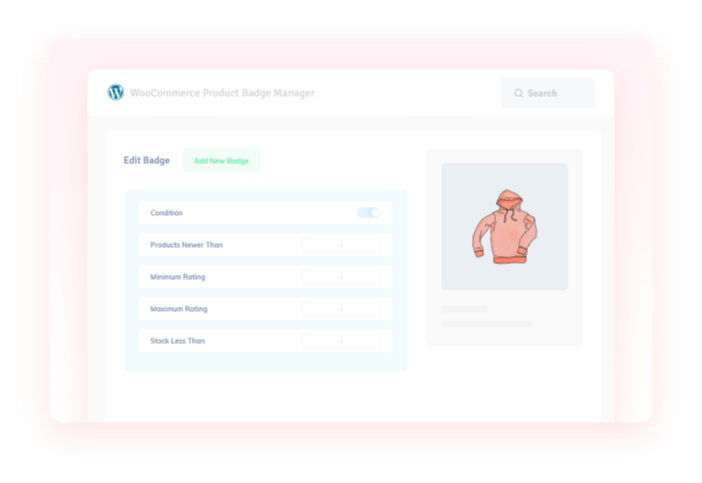 WooCommerce Product Badge Manager
Search
Edit Badge
Add New Badge
Condition
Products Newer Than
Minimum Rating
Maximum Rating
Stock Less Than